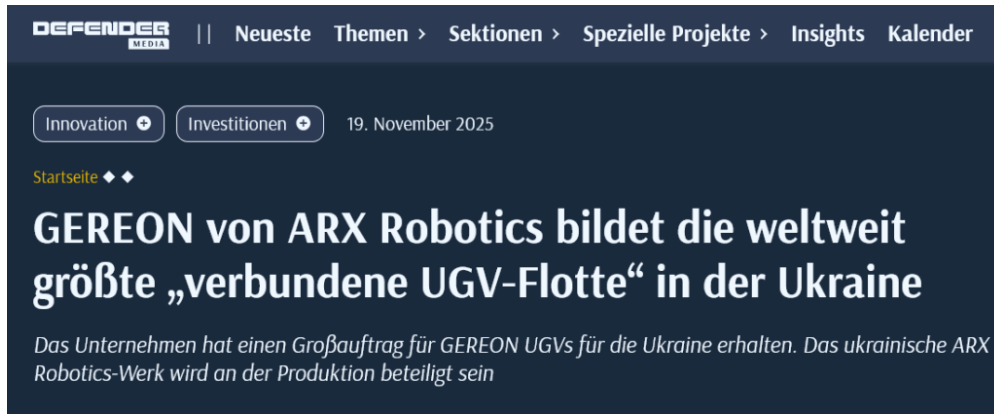 DEFENDER
MEDIA
|| Neueste Themen > Sektionen > Spezielle Projekte > Insights Kalender
Innovation Investitionen 19. November 2025
Startseite
GEREON von ARX Robotics bildet die weltweit
größte „verbundene UGV-Flotte“ in der Ukraine
Das Unternehmen hat einen Großauftrag für GEREON UGVs für die Ukraine erhalten. Das ukrainische ARX
Robotics-Werk wird an der Produktion beteiligt sein